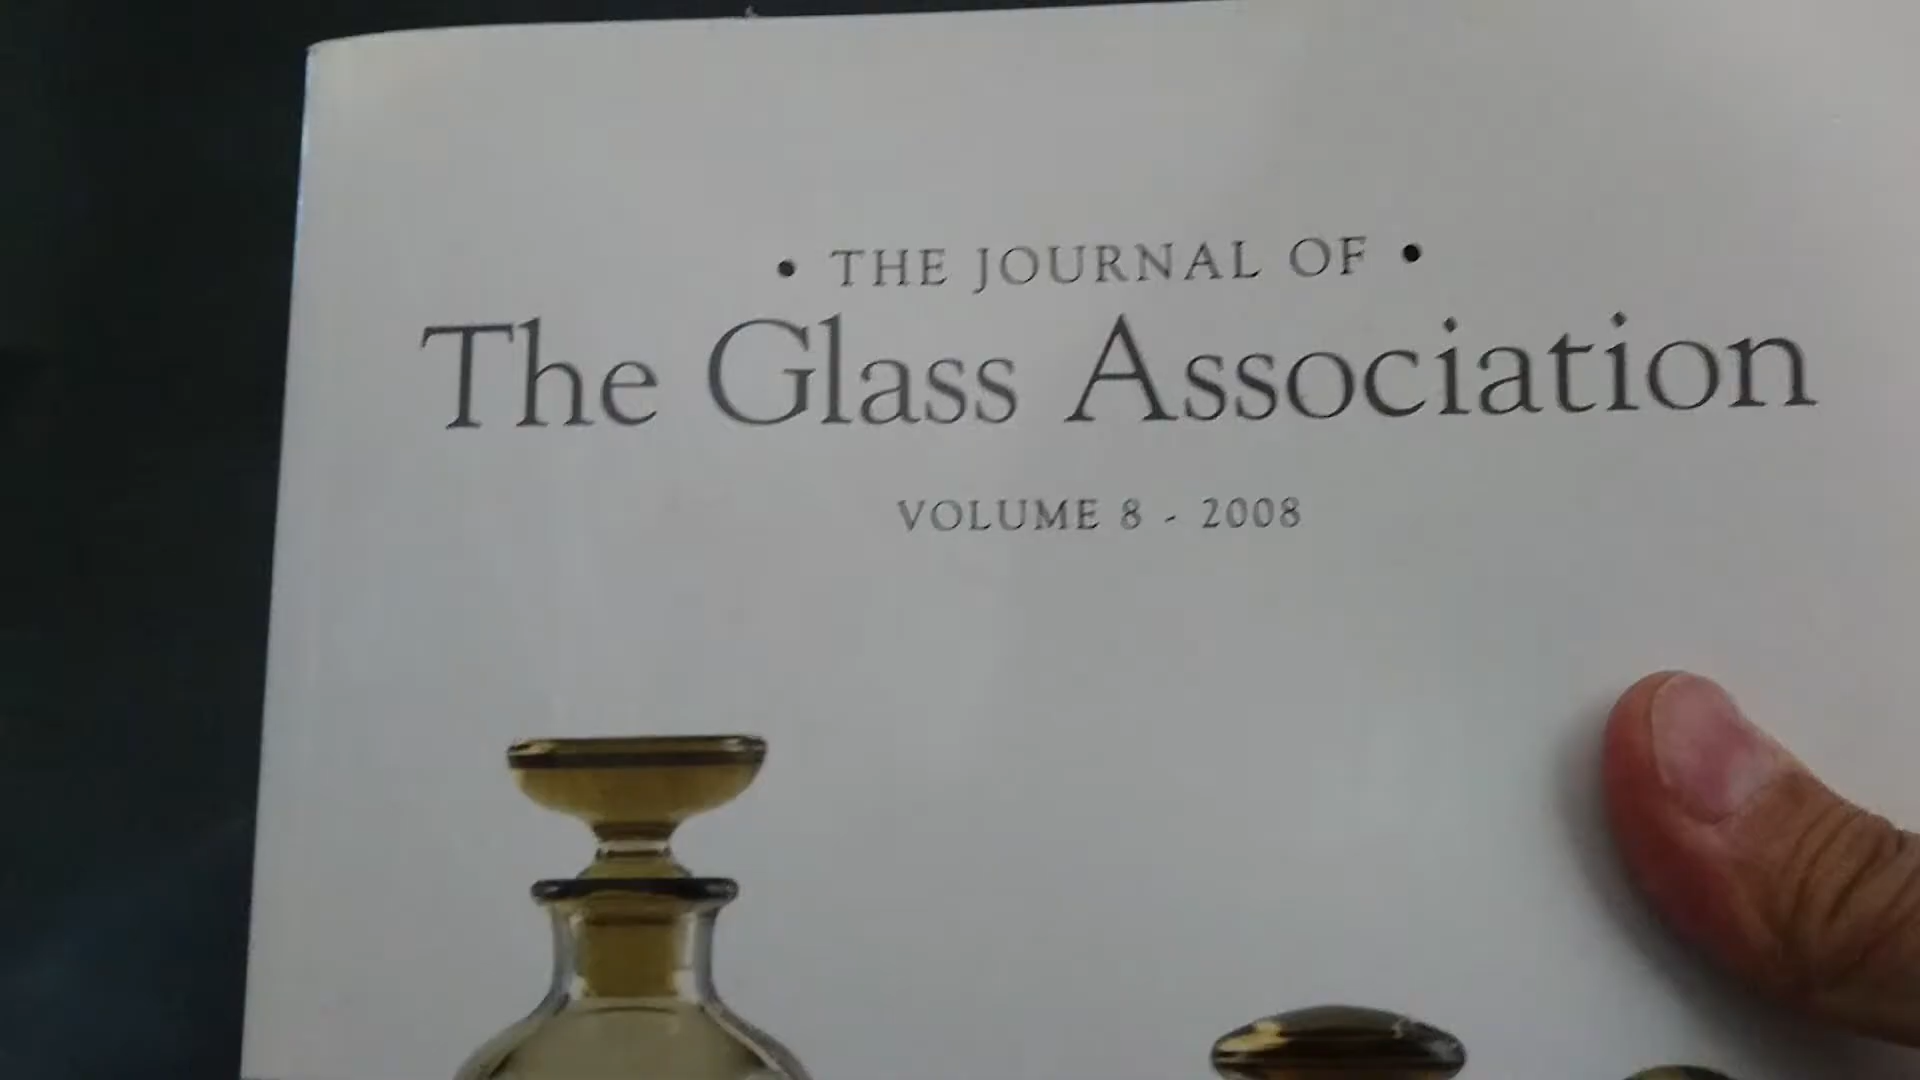 • THE JOURNAL OF •
The Glass Association
VOLUME 8 - 2008